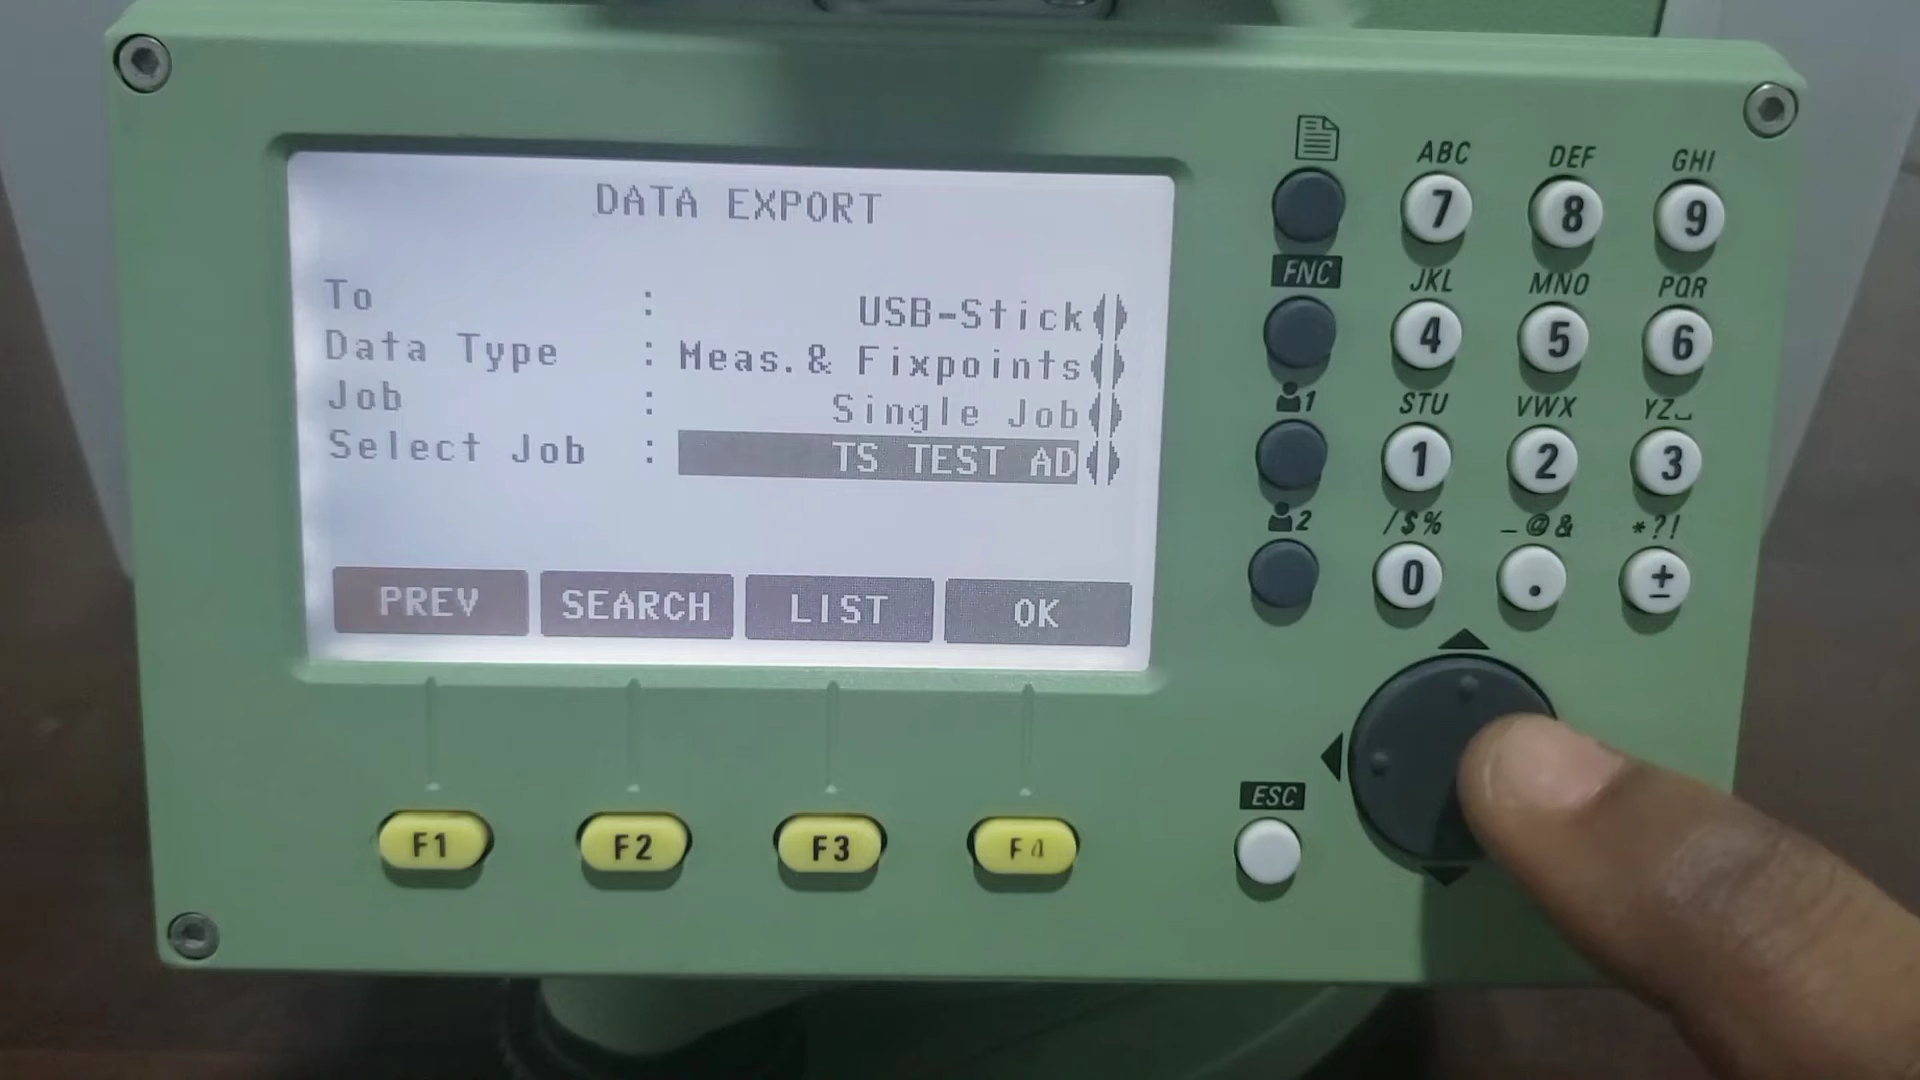 DATA EXPORT
To : USB-Stick
Data Type : Meas.& Fixpoints
Job : Single Job
Select Job : TS TEST AD
PREV SEARCH LIST OK
F1 F2 F3 F4
ABC DEF GHI
7 8 9
FNC JKL MNO PQR
4 5 6
1 STU VWX YZ⎵
1 2 3
2 /$% _@& *?!
0 . ±
ESC